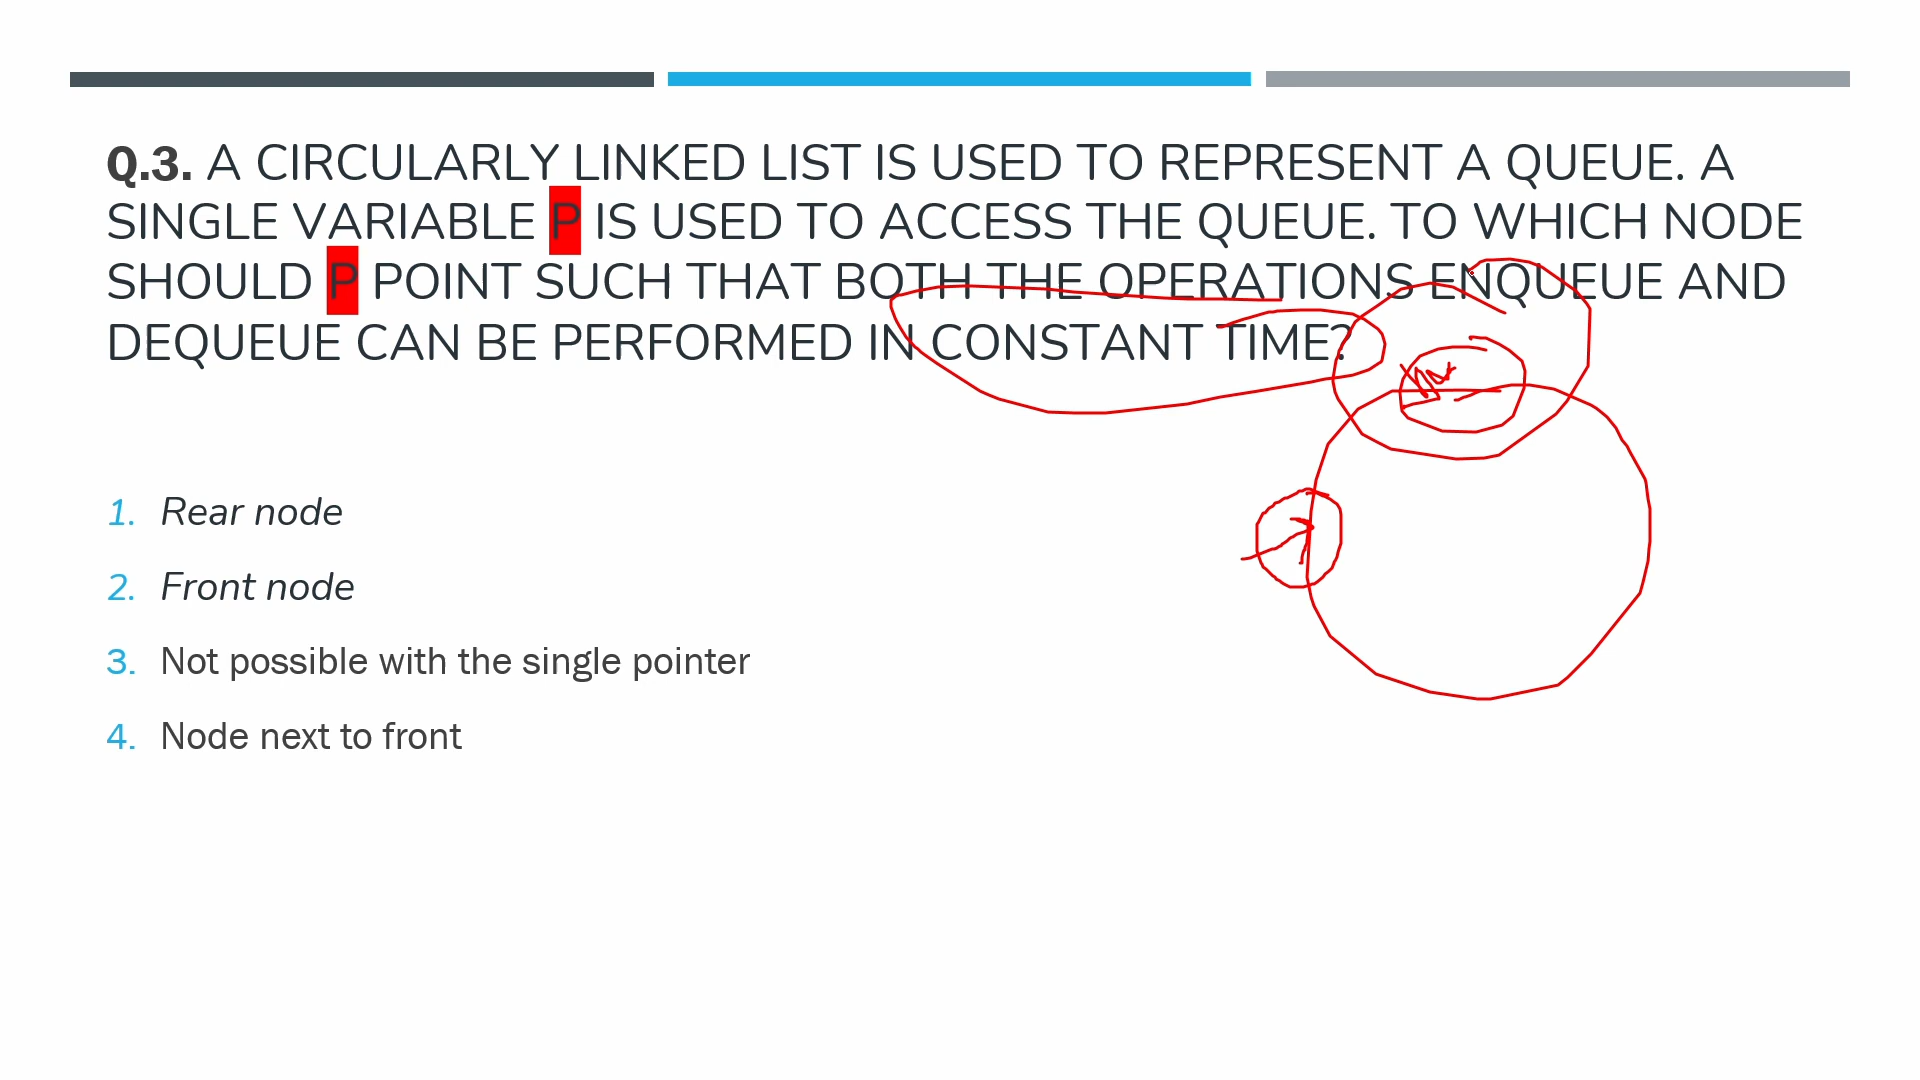 Q.3. A CIRCULARLY LINKED LIST IS USED TO REPRESENT A QUEUE. A
SINGLE VARIABLE P IS USED TO ACCESS THE QUEUE. TO WHICH NODE
SHOULD P POINT SUCH THAT BOTH THE OPERATIONS ENQUEUE AND
DEQUEUE CAN BE PERFORMED IN CONSTANT TIME?
1. Rear node
2. Front node
3. Not possible with the single pointer
4. Node next to front